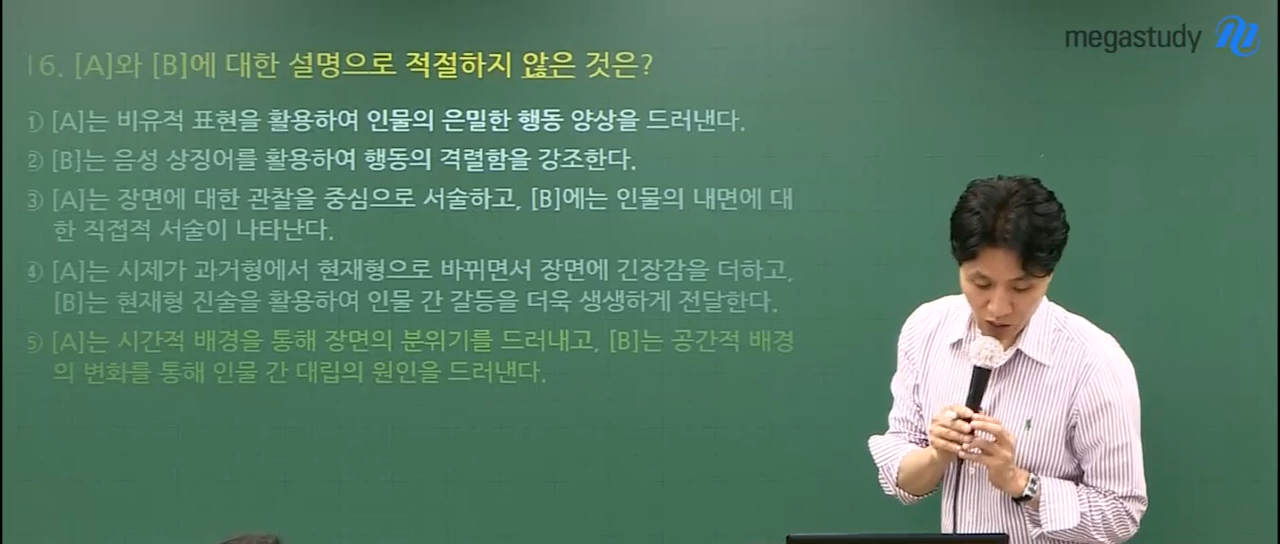 megastudy
16. [A]와 [B]에 대한 설명으로 적절하지 않은 것은?
① [A]는 비유적 표현을 활용하여 인물의 은밀한 행동 양상을 드러낸다.
② [B]는 음성 상징어를 활용하여 행동의 격렬함을 강조한다.
③ [A]는 장면에 대한 관찰을 중심으로 서술하고, [B]에는 인물의 내면에 대
한 직접적 서술이 나타난다.
④ [A]는 시제가 과거형에서 현재형으로 바뀌면서 장면에 긴장감을 더하고,
[B]는 현재형 진술을 활용하여 인물 간 갈등을 더욱 생생하게 전달한다.
⑤ [A]는 시간적 배경을 통해 장면의 분위기를 드러내고, [B]는 공간적 배경
의 변화를 통해 인물 간 대립의 원인을 드러낸다.